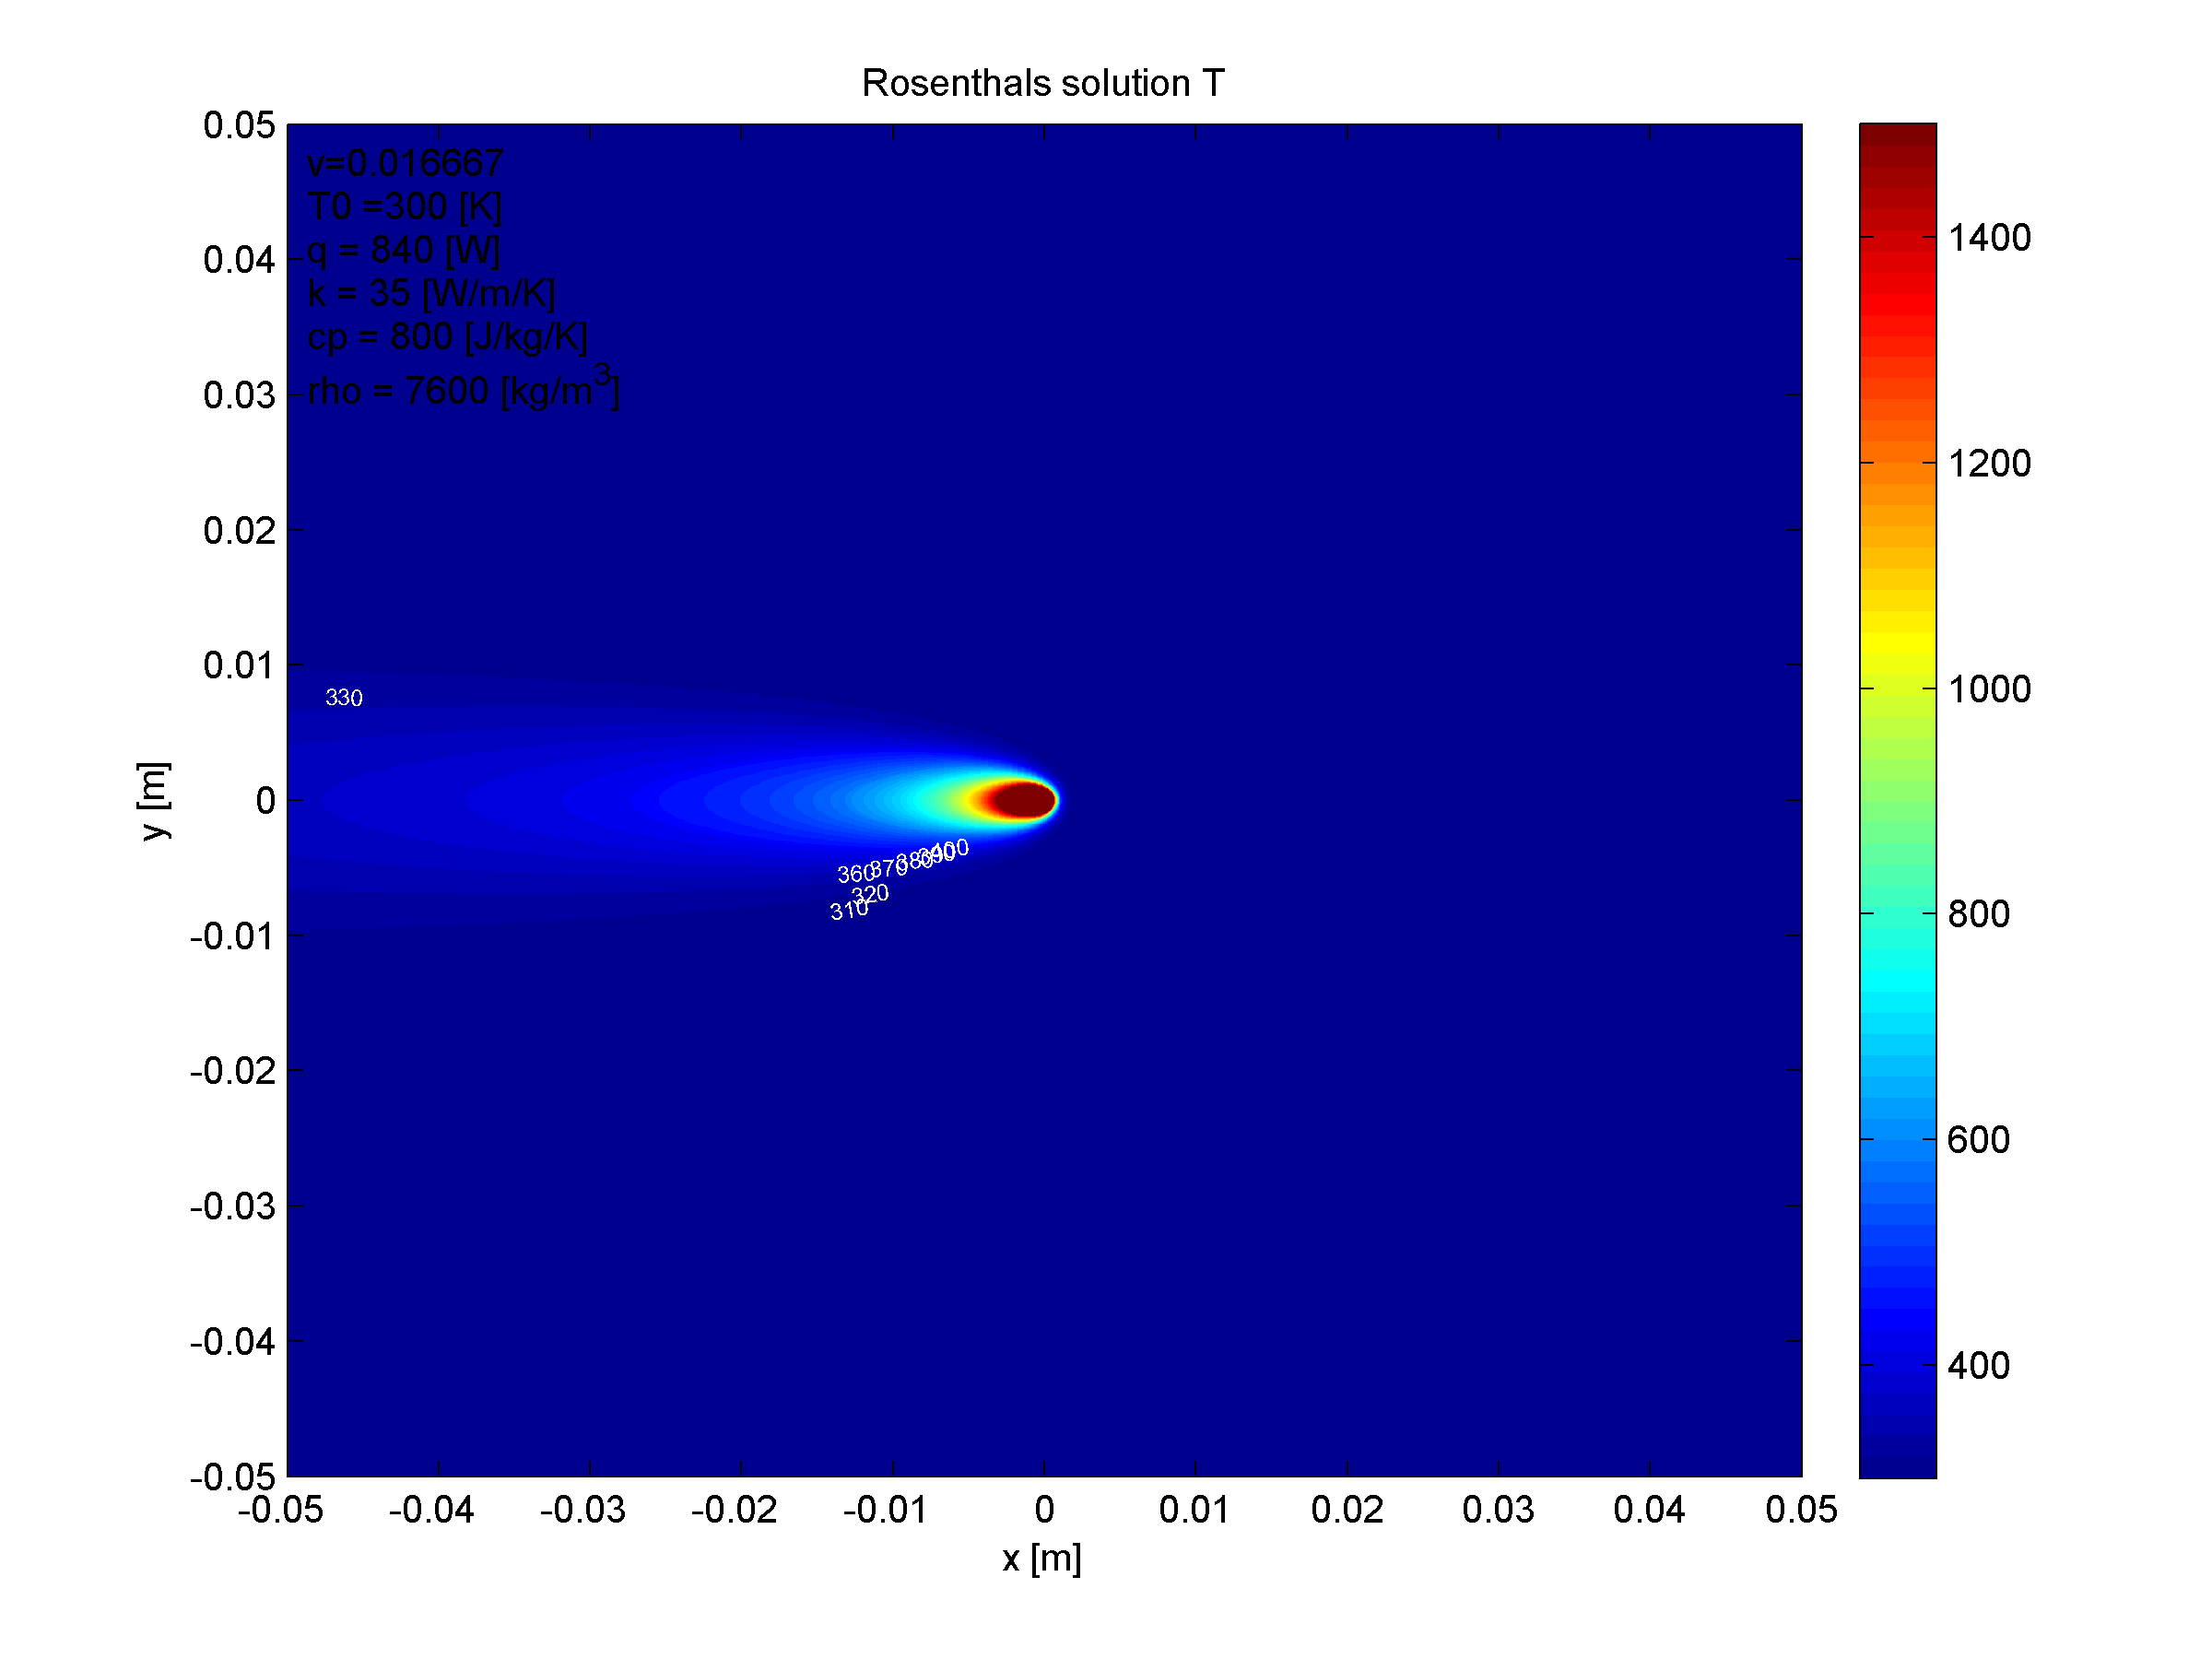 Rosenthals solution T
v=0.016667
T0 =300 [K]
q = 840 [W]
k = 35 [W/m/K]
cp = 800 [J/kg/K]
rho = 7600 [kg/m³]
0.05
0.04
0.03
0.02
0.01
0
-0.01
-0.02
-0.03
-0.04
-0.05
y [m]
330
360
370
380
390
400
320
310
-0.05 -0.04 -0.03 -0.02 -0.01 0 0.01 0.02 0.03 0.04 0.05
x [m]
1400
1200
1000
800
600
400